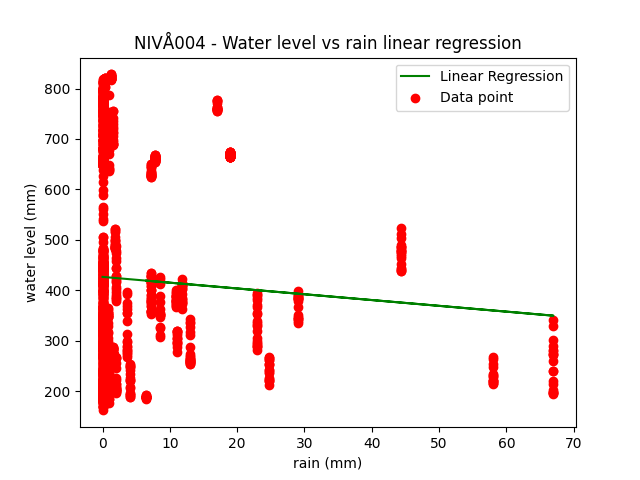 NIVÅ004 - Water level vs rain linear regression
Linear Regression
Data point
water level (mm)
800
700
600
500
400
300
200
0 10 20 30 40 50 60 70
rain (mm)